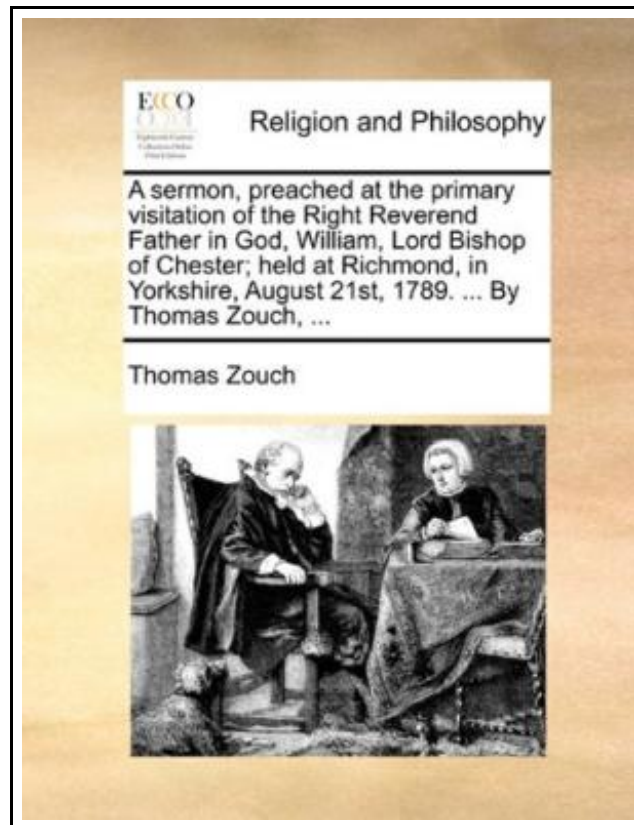 ECCO
Religion and Philosophy
A sermon, preached at the primary
visitation of the Right Reverend
Father in God, William, Lord Bishop
of Chester; held at Richmond, in
Yorkshire, August 21st, 1789. ... By
Thomas Zouch, ...
Thomas Zouch